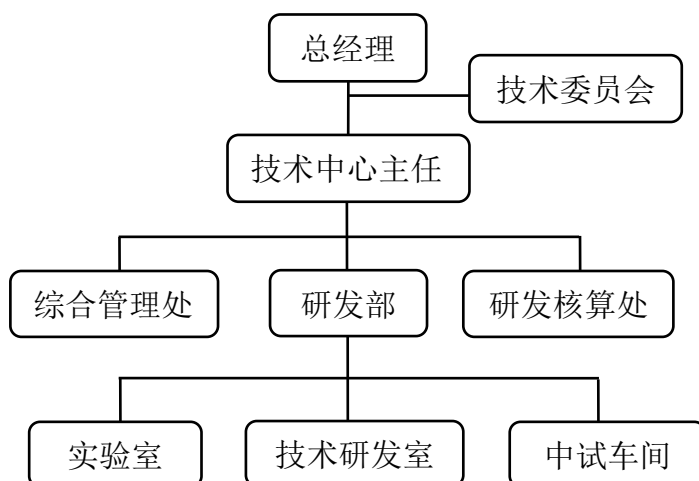 总经理
技术委员会
技术中心主任
综合管理处
研发部
研发核算处
实验室
技术研发室
中试车间